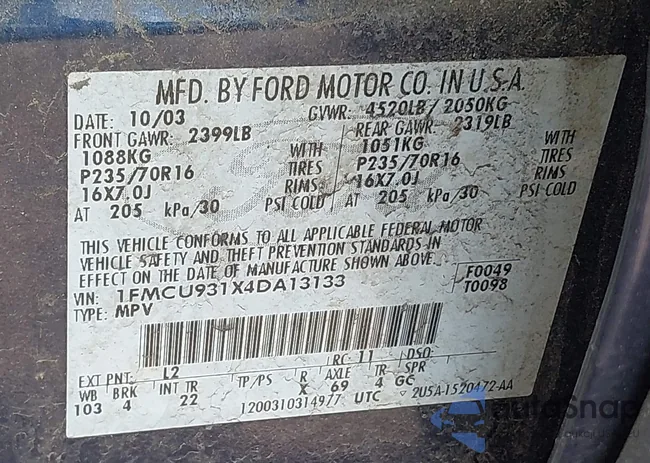 MFD. BY FORD MOTOR CO. IN U.S.A.
DATE: 10/03 GVWR: 4520LB/2050KG
FRONT GAWR: 2399LB REAR GAWR: 2319LB
1088KG WITH 1051KG WITH
P235/70R16 TIRES P235/70R16 TIRES
16X7.0J RIMS 16X7.0J RIMS
AT 205 kPa/30 PSI COLD AT 205 kPa/30 PSI COLD
THIS VEHICLE CONFORMS TO ALL APPLICABLE FEDERAL MOTOR
VEHICLE SAFETY AND THEFT PREVENTION STANDARDS IN
EFFECT ON THE DATE OF MANUFACTURE SHOWN ABOVE.
VIN: 1FMCU931X4DA13133 F0049
TYPE: MPV T0098
EXT PNT: L2 RC: 11 DSO:
WB BRK INT TR TP/PS R AXLE TR SPR
103 4 22 X 69 4 GC
1200310314977 UTC 2U5A-1520472-AA
AutoSnap